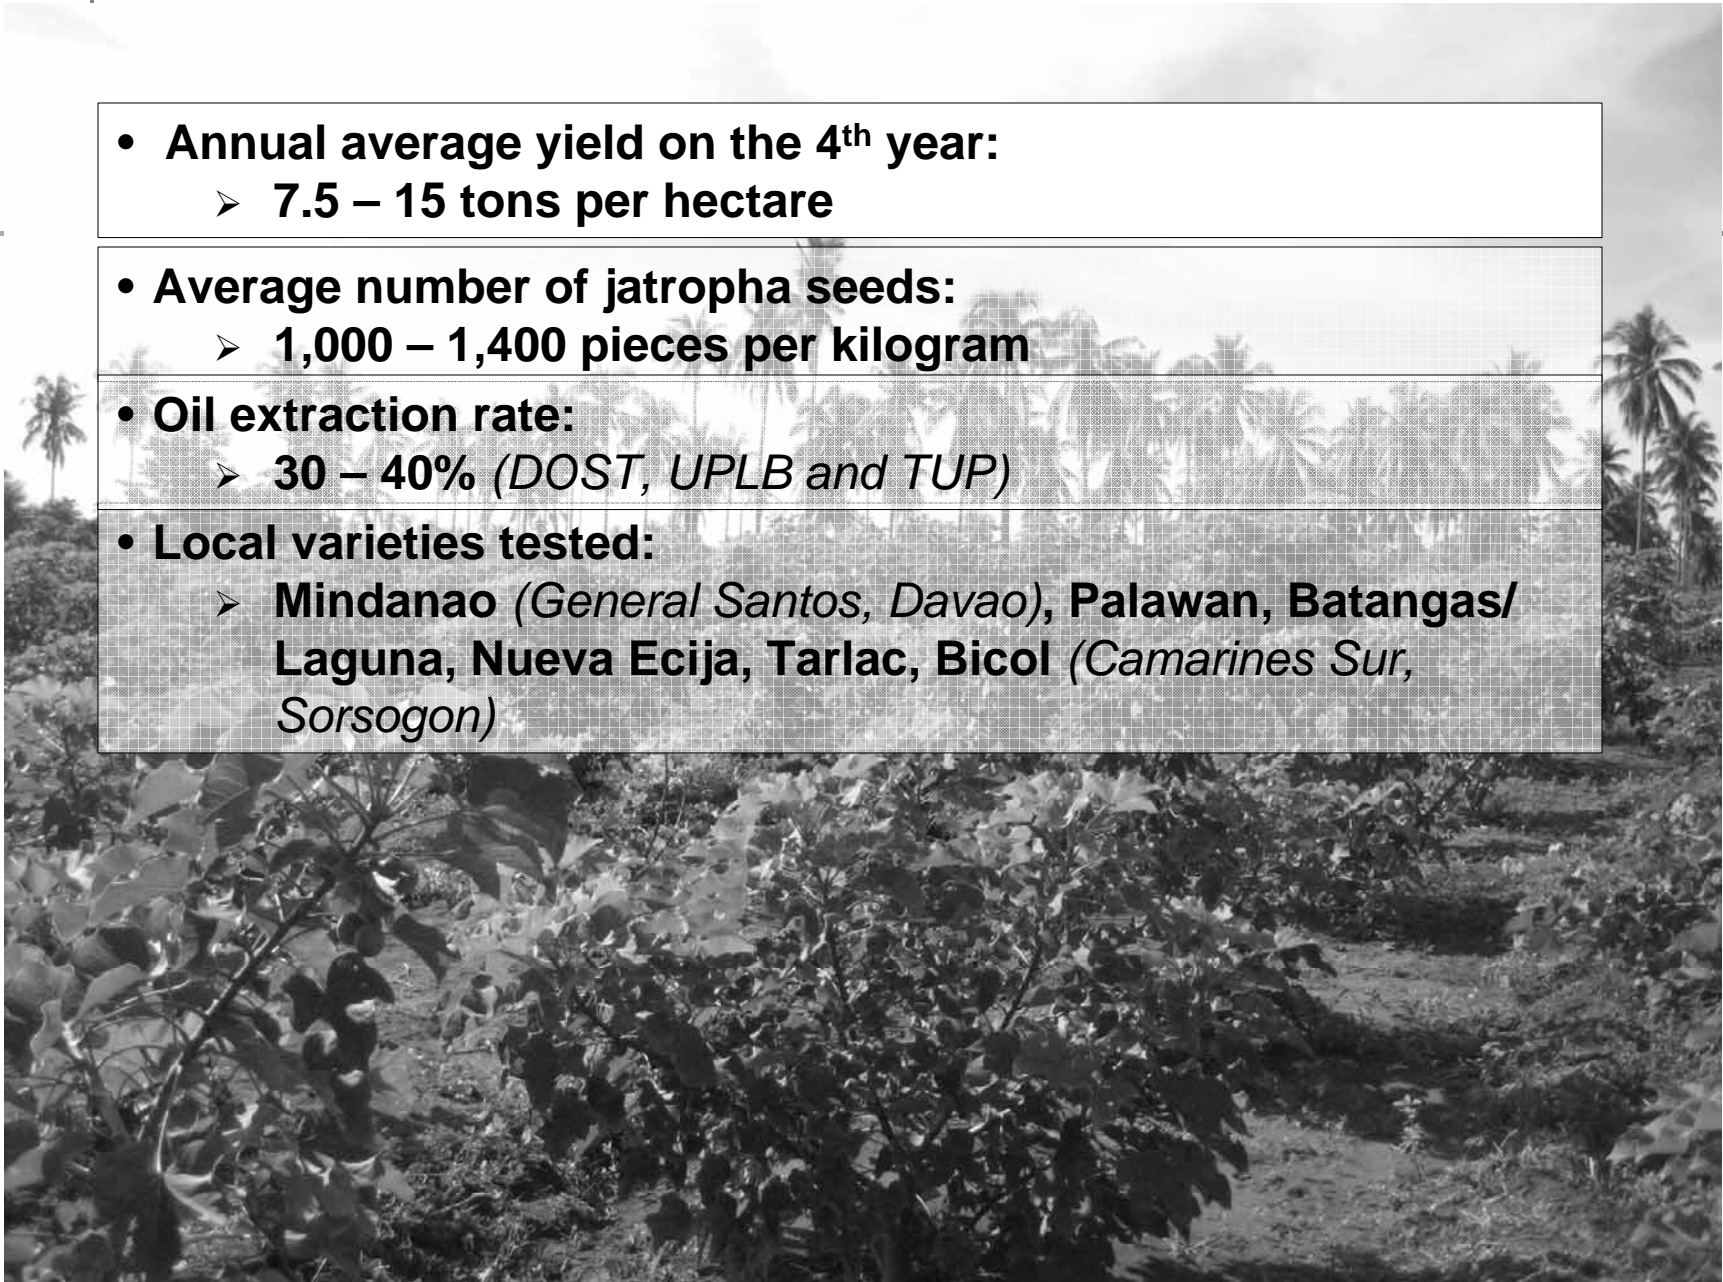 • Annual average yield on the 4th year:
➢ 7.5 – 15 tons per hectare
• Average number of jatropha seeds:
➢ 1,000 – 1,400 pieces per kilogram
• Oil extraction rate:
➢ 30 – 40% (DOST, UPLB and TUP)
• Local varieties tested:
➢ Mindanao (General Santos, Davao), Palawan, Batangas/
Laguna, Nueva Ecija, Tarlac, Bicol (Camarines Sur,
Sorsogon)